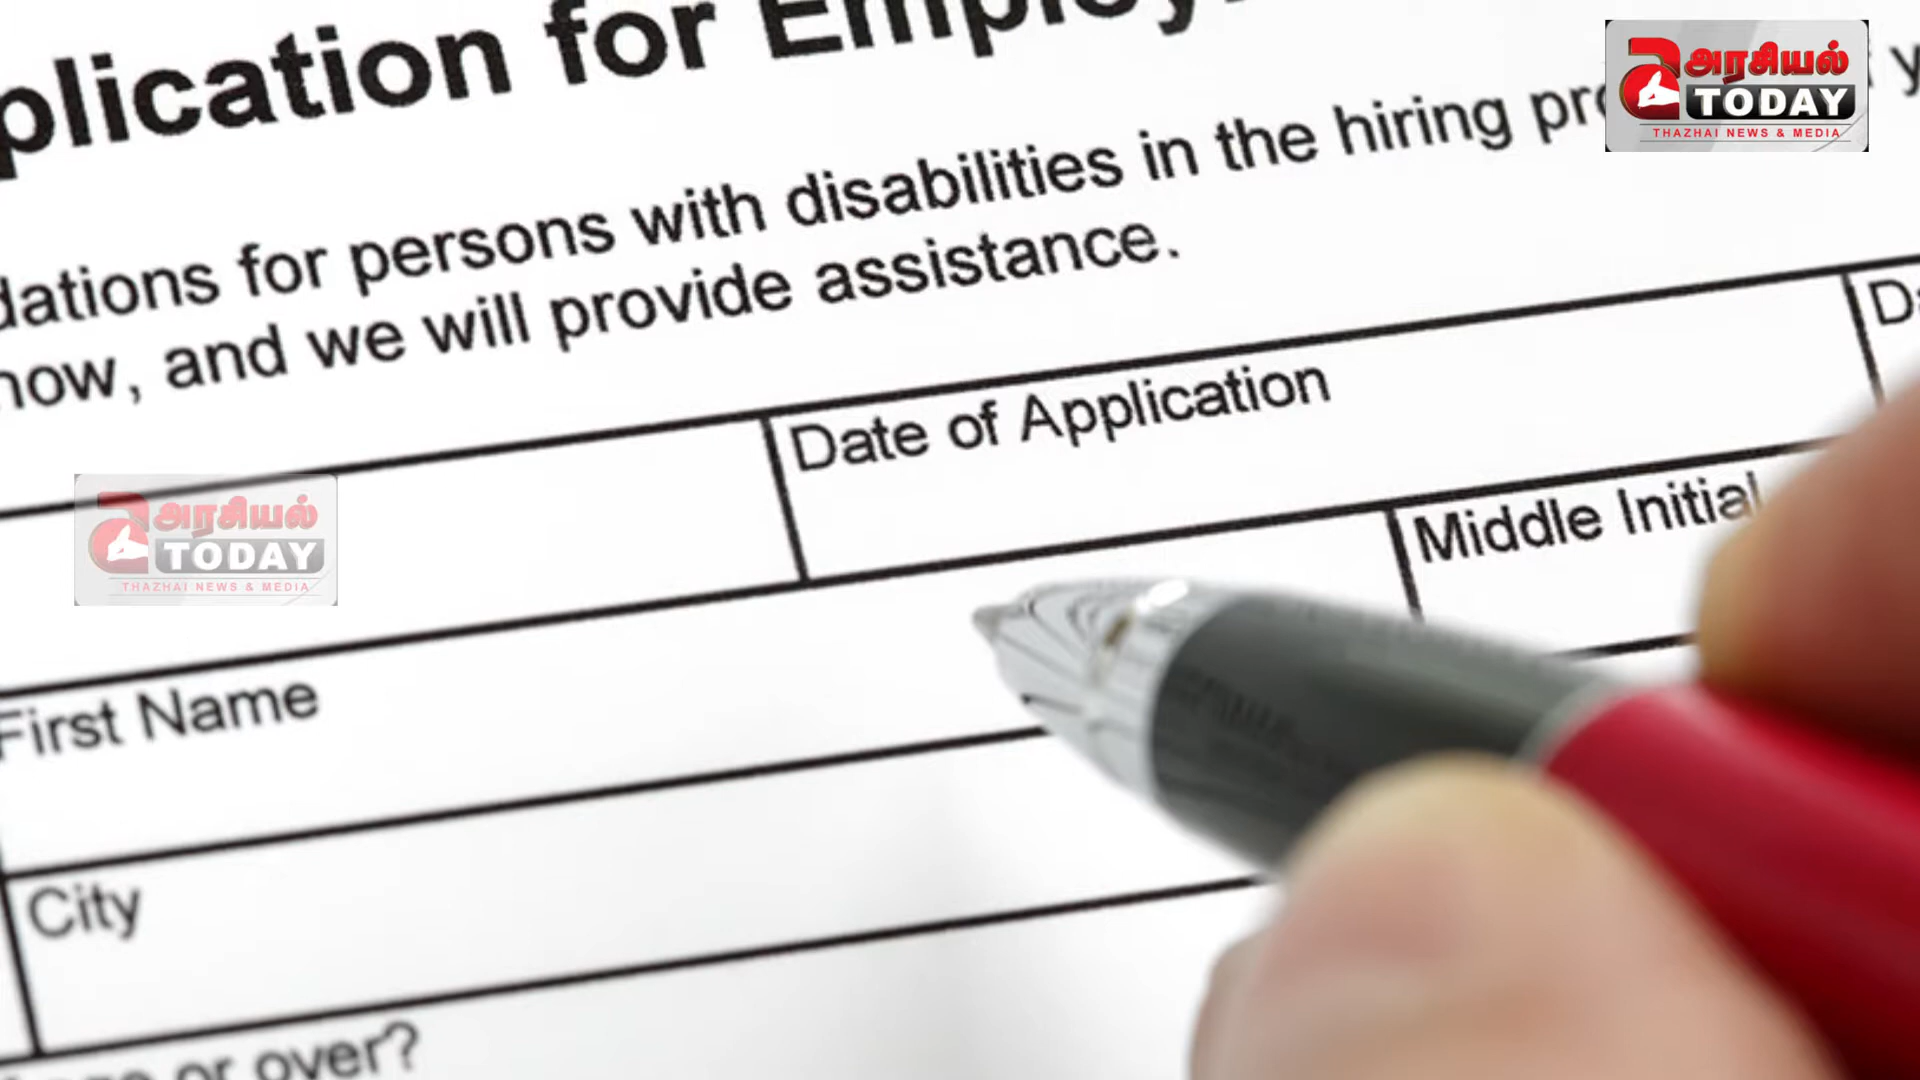 plication for Employ
dations for persons with disabilities in the hiring pro y
now, and we will provide assistance.
Date of Application
Da
Middle Initial
First Name
City
or over?
அரசியல்
TODAY
THAZHAI NEWS & MEDIA
அரசியல்
TODAY
THAZHAI NEWS & MEDIA